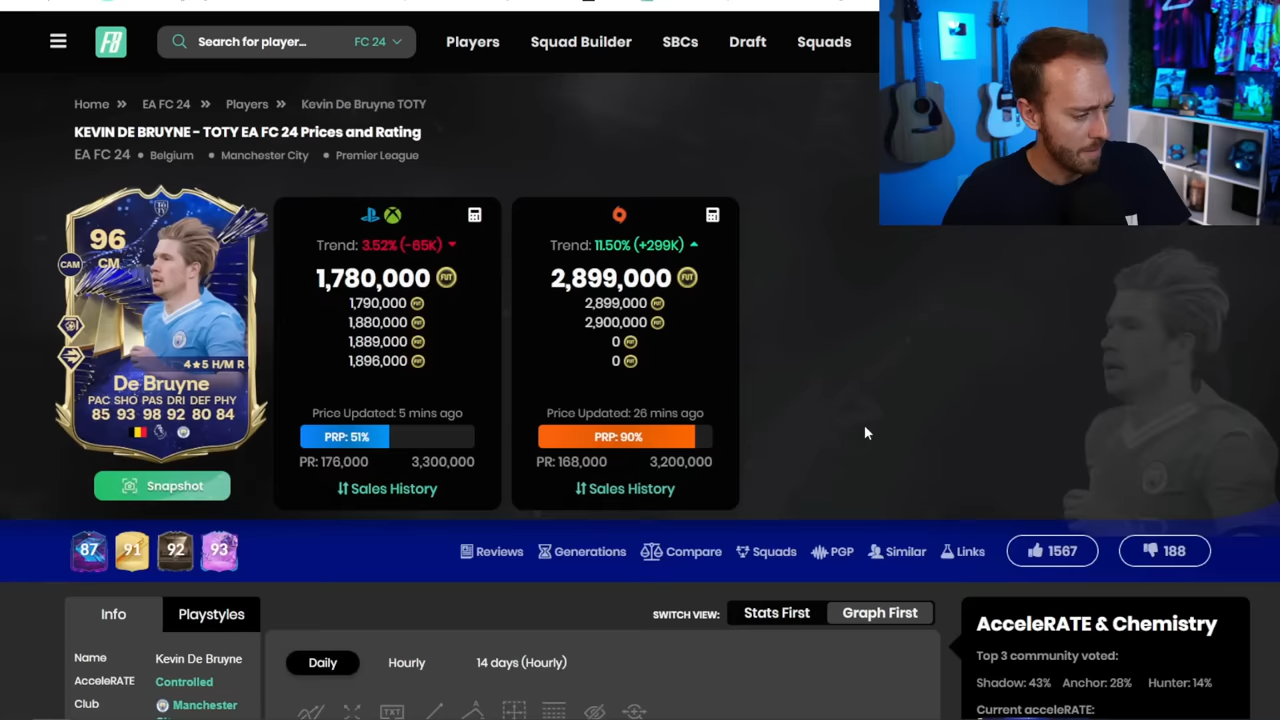 FB
Search for player...
FC 24
Players
Squad Builder
SBCs
Draft
Squads
Home » EA FC 24 » Players » Kevin De Bruyne TOTY
KEVIN DE BRUYNE - TOTY EA FC 24 Prices and Rating
EA FC 24 • Belgium • Manchester City • Premier League
96
CM
CAM
4★5 H/M R
De Bruyne
PAC SHO PAS DRI DEF PHY
85 93 98 92 80 84
Snapshot
Trend: 3.52% (-65K)
1,780,000
1,790,000
1,880,000
1,889,000
1,896,000
Price Updated: 5 mins ago
PRP: 51%
PR: 176,000 3,300,000
Sales History
Trend: 11.50% (+299K)
2,899,000
2,899,000
2,900,000
0
0
Price Updated: 26 mins ago
PRP: 90%
PR: 168,000 3,200,000
Sales History
87 91 92 93
Reviews
Generations
Compare
Squads
PGP
Similar
Links
1567
188
Info
Playstyles
SWITCH VIEW: Stats First Graph First
Name Kevin De Bruyne
AcceleRATE Controlled
Club Manchester
Daily
Hourly
14 days (Hourly)
TXT
AcceleRATE & Chemistry
Top 3 community voted:
Shadow: 43% Anchor: 28% Hunter: 14%
Current acceleRATE: